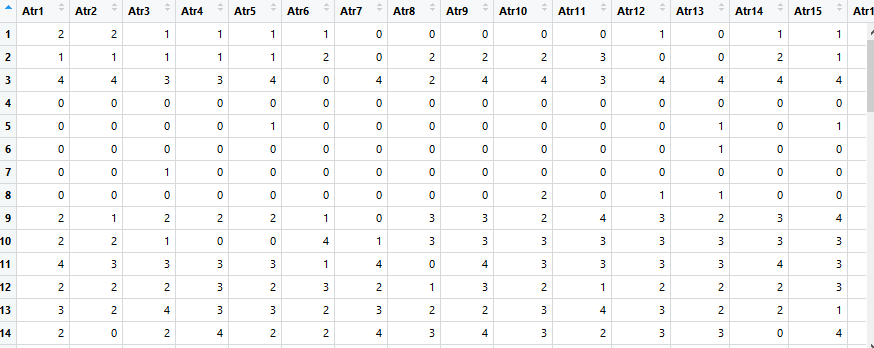 Atr1 Atr2 Atr3 Atr4 Atr5 Atr6 Atr7 Atr8 Atr9 Atr10 Atr11 Atr12 Atr13 Atr14 Atr15 Atr1
1 2 2 1 1 1 1 0 0 0 0 0 1 0 1 1
2 1 1 1 1 1 2 0 2 2 2 3 0 0 2 1
3 4 4 3 3 4 0 4 2 4 4 3 4 4 4 4
4 0 0 0 0 0 0 0 0 0 0 0 0 0 0 0
5 0 0 0 0 1 0 0 0 0 0 0 0 1 0 1
6 0 0 0 0 0 0 0 0 0 0 0 0 1 0 0
7 0 0 1 0 0 0 0 0 0 0 0 0 0 0 0
8 0 0 0 0 0 0 0 0 0 2 0 1 1 0 0
9 2 1 2 2 2 1 0 3 3 2 4 3 2 3 4
10 2 2 1 0 0 4 1 3 3 3 3 3 3 3 3
11 4 3 3 3 3 1 4 0 4 3 3 3 3 4 3
12 2 2 2 3 2 3 2 1 3 2 1 2 2 2 3
13 3 2 4 3 3 2 3 2 2 3 4 3 2 2 1
14 2 0 2 4 2 2 4 3 4 3 2 3 3 0 4